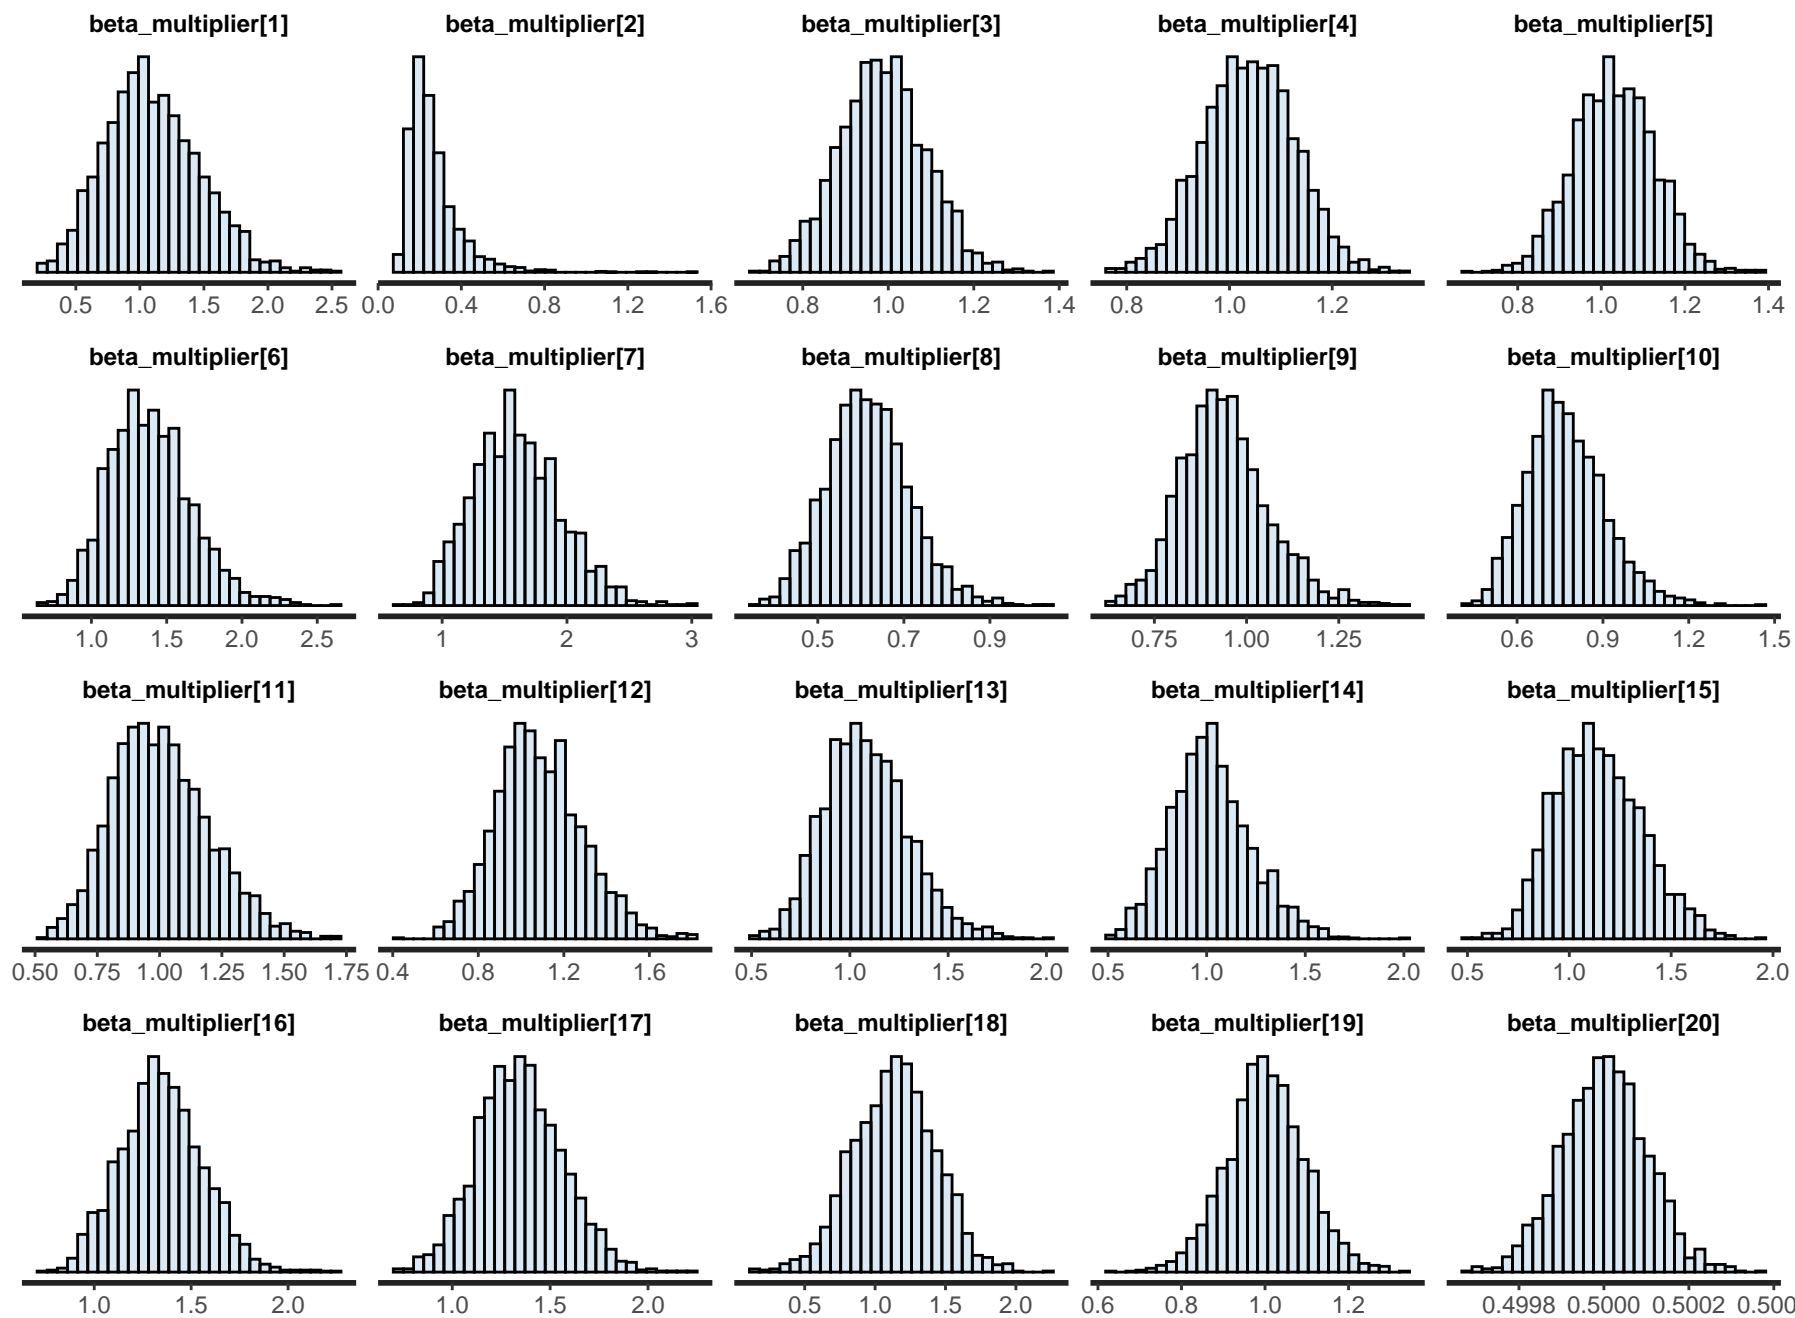 beta_multiplier[1] beta_multiplier[2] beta_multiplier[3] beta_multiplier[4] beta_multiplier[5]
0.5 1.0 1.5 2.0 2.5 0.0 0.4 0.8 1.2 1.6 0.8 1.0 1.2 1.4 0.8 1.0 1.2 0.8 1.0 1.2 1.4
beta_multiplier[6] beta_multiplier[7] beta_multiplier[8] beta_multiplier[9] beta_multiplier[10]
1.0 1.5 2.0 2.5 1 2 3 0.5 0.7 0.9 0.75 1.00 1.25 0.6 0.9 1.2 1.5
beta_multiplier[11] beta_multiplier[12] beta_multiplier[13] beta_multiplier[14] beta_multiplier[15]
0.50 0.75 1.00 1.25 1.50 1.75 0.4 0.8 1.2 1.6 0.5 1.0 1.5 2.0 0.5 1.0 1.5 2.0 0.5 1.0 1.5 2.0
beta_multiplier[16] beta_multiplier[17] beta_multiplier[18] beta_multiplier[19] beta_multiplier[20]
1.0 1.5 2.0 1.0 1.5 2.0 0.5 1.0 1.5 2.0 0.6 0.8 1.0 1.2 0.4998 0.5000 0.5002